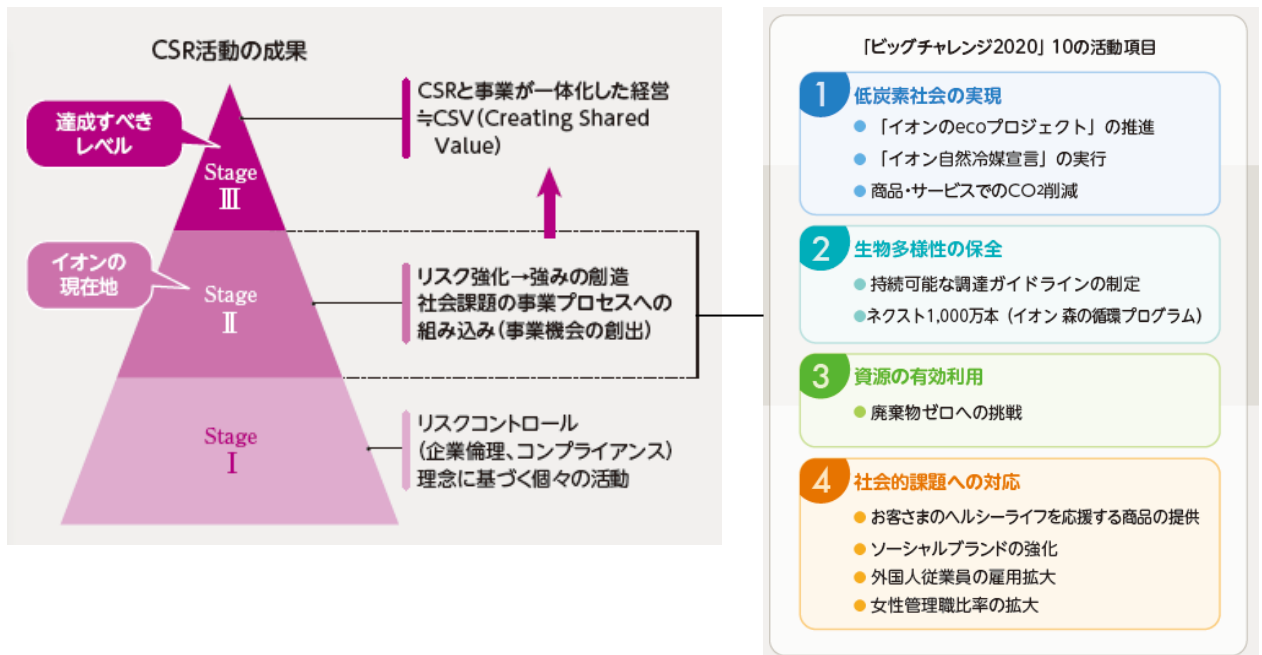 CSR活動の成果
達成すべき
レベル
Stage
Ⅲ
CSRと事業が一体化した経営
≒CSV(Creating Shared
Value)
イオンの
現在地
Stage
Ⅱ
リスク強化→強みの創造
社会課題の事業プロセスへの
組み込み(事業機会の創出)
Stage
Ⅰ
リスクコントロール
(企業倫理、コンプライアンス)
理念に基づく個々の活動
「ビッグチャレンジ2020」10の活動項目
1 低炭素社会の実現
● 「イオンのecoプロジェクト」の推進
● 「イオン自然冷媒宣言」の実行
● 商品・サービスでのCO2削減
2 生物多様性の保全
● 持続可能な調達ガイドラインの制定
● ネクスト1,000万本(イオン 森の循環プログラム)
3 資源の有効利用
● 廃棄物ゼロへの挑戦
4 社会的課題への対応
● お客さまのヘルシーライフを応援する商品の提供
● ソーシャルブランドの強化
● 外国人従業員の雇用拡大
● 女性管理職比率の拡大